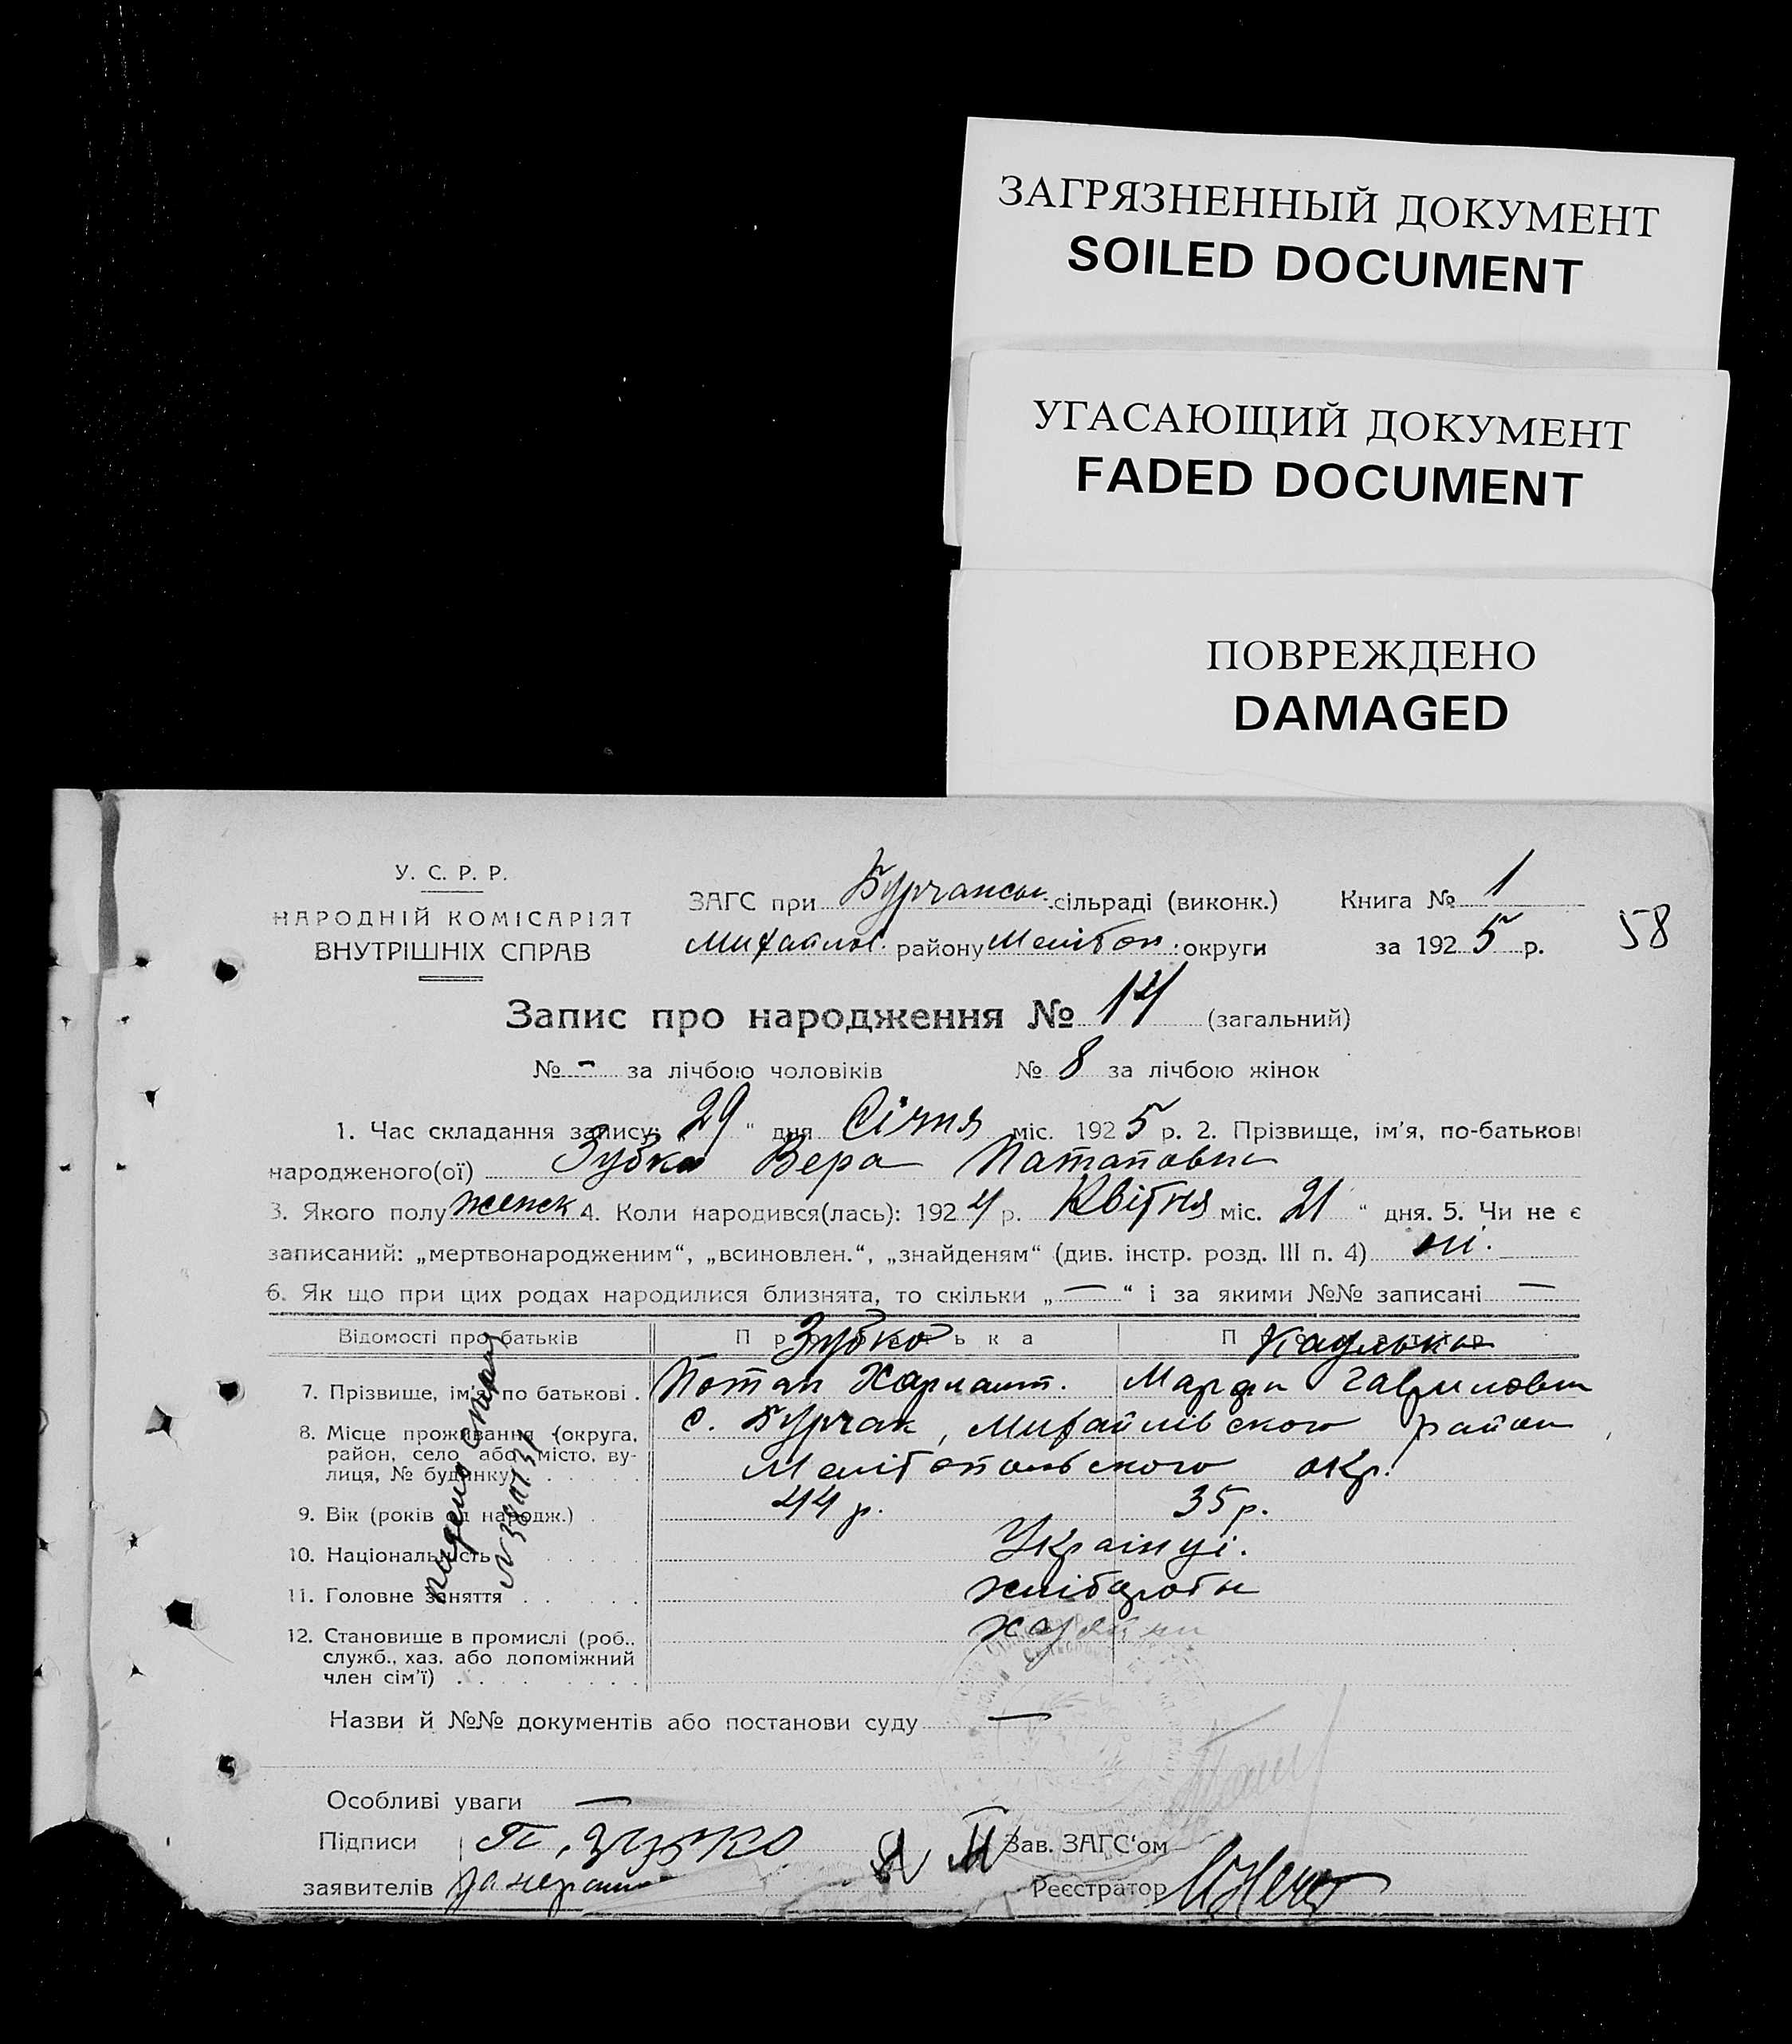 ЗАГРЯЗНЕННЫЙ ДОКУМЕНТ
SOILED DOCUMENT
УГАСАЮЩИЙ ДОКУМЕНТ
FADED DOCUMENT
ПОВРЕЖДЕНО
DAMAGED
У. С. Р. Р.
НАРОДНІЙ КОМІСАРІЯТ
ВНУТРІШНІХ СПРАВ
ЗАГС при Бурчанськ. сільраді (виконк.)
Михайлов. району Мелітоп. округи
Книга № 1
за 1925 р.
58
Запис про народження № 14 (загальний)
№ - за лічбою чоловіків № 8 за лічбою жінок
1. Час складання запису: „29“ дня Січня міс. 1925 р. 2. Прізвище, ім'я, по-батькові
народженого(ої) Зубко Вера Потаповна
3. Якого полу женск 4. Коли народився(лась): 1924 р. Квітня міс. 21 “ дня. 5. Чи не є
записаний: „мертвонародженим“, „всиновлен.“, „знайденям“ (див. інстр. розд. III п. 4) ні.
6. Як що при цих родах народилися близнята, то скільки „—“ і за якими №№ записані —
Відомості про батьків
Зубко
7. Прізвище, ім'я, по батькові . Потап Харламп. Марфа Гавриловна
8. Місце проживання (округа, с. Бурчак, Михайлівського району
район, село або місто, ву-
лиця, № будинку) Мелітопольського окр.
9. Вік (років од народж.) 44 р. 35 р.
10. Національність Українці.
11. Головне заняття хлібороби
12. Становище в промислі (роб.,
служб., хаз. або допоміжний
член сім'ї)
Назви й №№ документів або постанови суду —
Особливі уваги —
Підписи П. Зубко
заявителів
Зав. ЗАГС'ом
Реєстратор